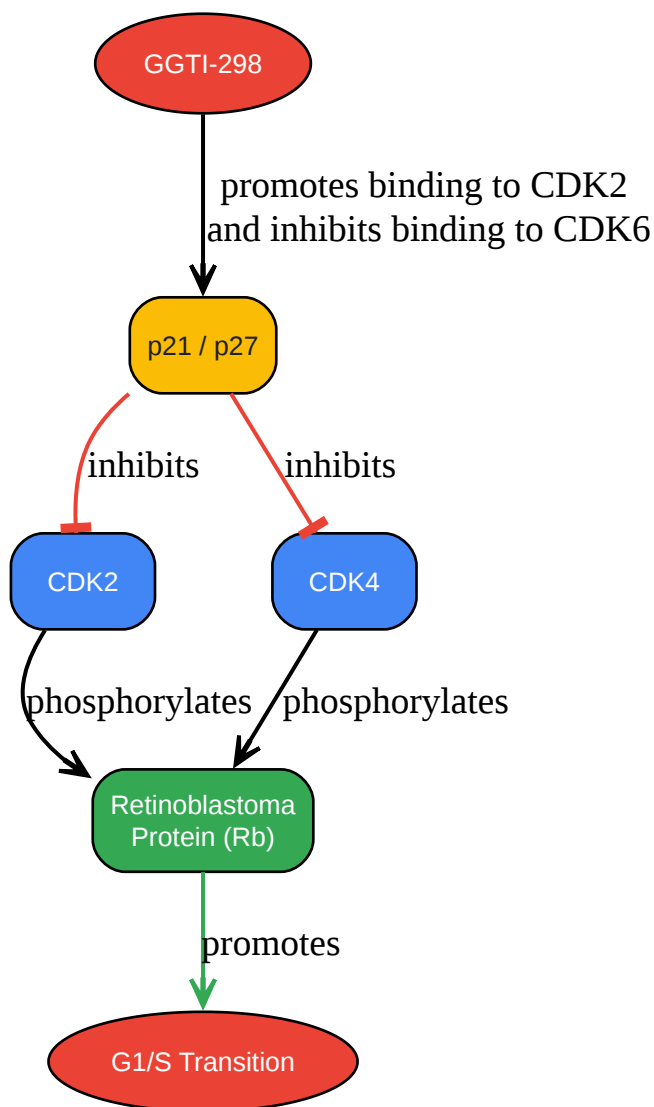 GGTI-298
promotes binding to CDK2
and inhibits binding to CDK6
p21 / p27
inhibits
inhibits
CDK2
CDK4
phosphorylates
phosphorylates
Retinoblastoma
Protein (Rb)
promotes
G1/S Transition